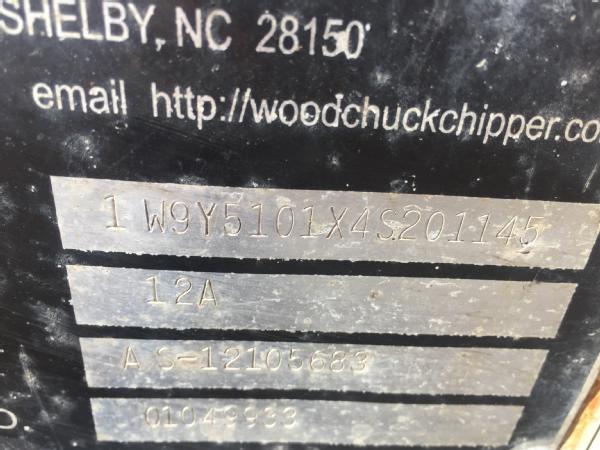 SHELBY, NC 28150
email http://woodchuckchipper.co
1W9Y5101X4S201145
12A
AS-12105683
01049933